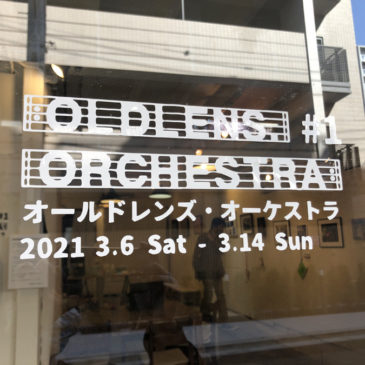 OLDLENS #1
ORCHESTRA
オールドレンズ・オーケストラ
2021 3.6 Sat - 3.14 Sun